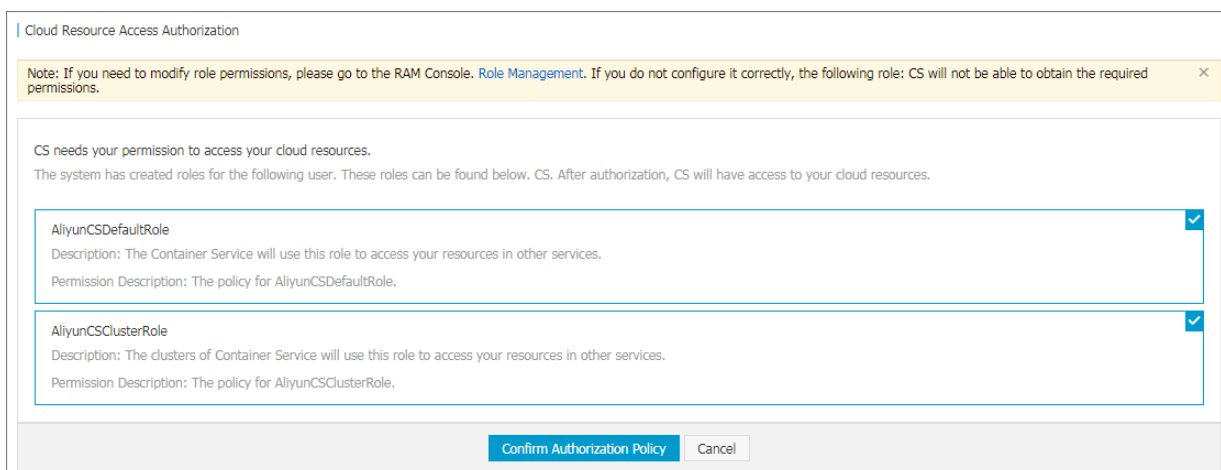 Cloud Resource Access Authorization
Note: If you need to modify role permissions, please go to the RAM Console. Role Management. If you do not configure it correctly, the following role: CS will not be able to obtain the required
permissions.
CS needs your permission to access your cloud resources.
The system has created roles for the following user. These roles can be found below. CS. After authorization, CS will have access to your cloud resources.
AliyunCSDefaultRole
Description: The Container Service will use this role to access your resources in other services.
Permission Description: The policy for AliyunCSDefaultRole.
AliyunCSClusterRole
Description: The clusters of Container Service will use this role to access your resources in other services.
Permission Description: The policy for AliyunCSClusterRole.
Confirm Authorization Policy Cancel